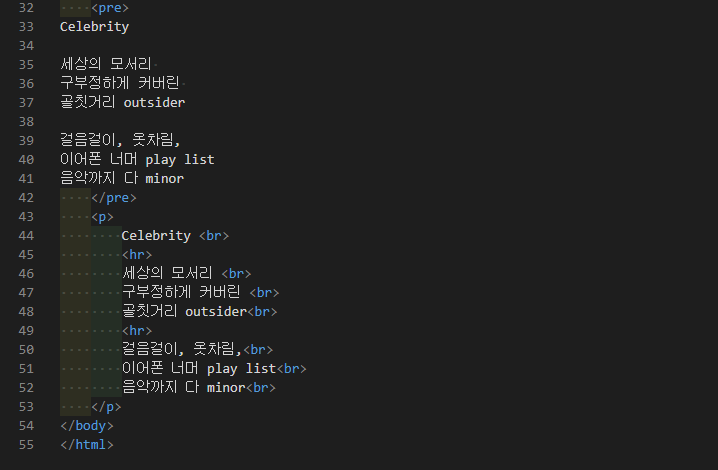 32 <pre>
33 Celebrity
34
35 세상의 모서리
36 구부정하게 커버린
37 골칫거리 outsider
38
39 걸음걸이, 옷차림,
40 이어폰 너머 play list
41 음악까지 다 minor
42 </pre>
43 <p>
44 Celebrity <br>
45 <hr>
46 세상의 모서리 <br>
47 구부정하게 커버린 <br>
48 골칫거리 outsider<br>
49 <hr>
50 걸음걸이, 옷차림,<br>
51 이어폰 너머 play list<br>
52 음악까지 다 minor<br>
53 </p>
54 </body>
55 </html>